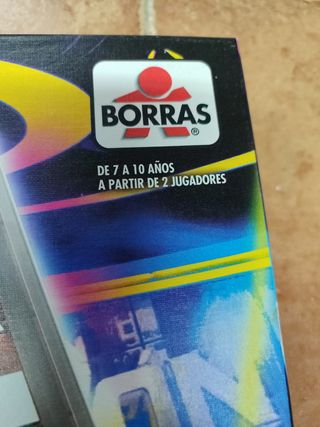 BORRAS®
DE 7 A 10 AÑOS
A PARTIR DE 2 JUGADORES